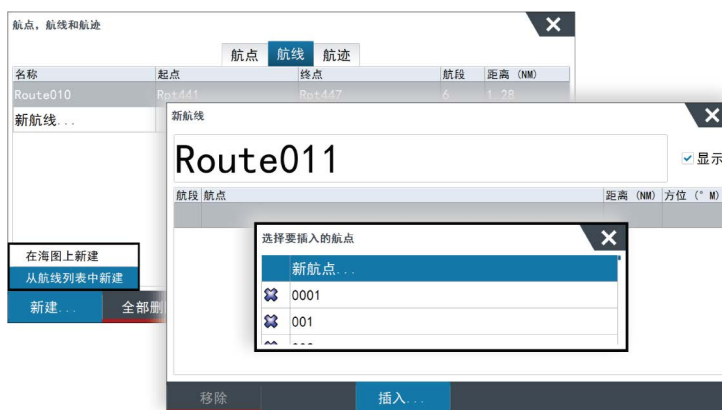 航点，航线和航迹
航点 航线 航迹
名称 起点 终点 航段 距离 (NM)
Route010 Rpt441 Rpt447 6 1.28
新航线...
在海图上新建
从航线列表中新建
新建... 全部删
新航线
Route011
显示
航段 航点 距离 (NM) 方位 (° M)
选择要插入的航点
新航点...
0001
001
移除 插入...